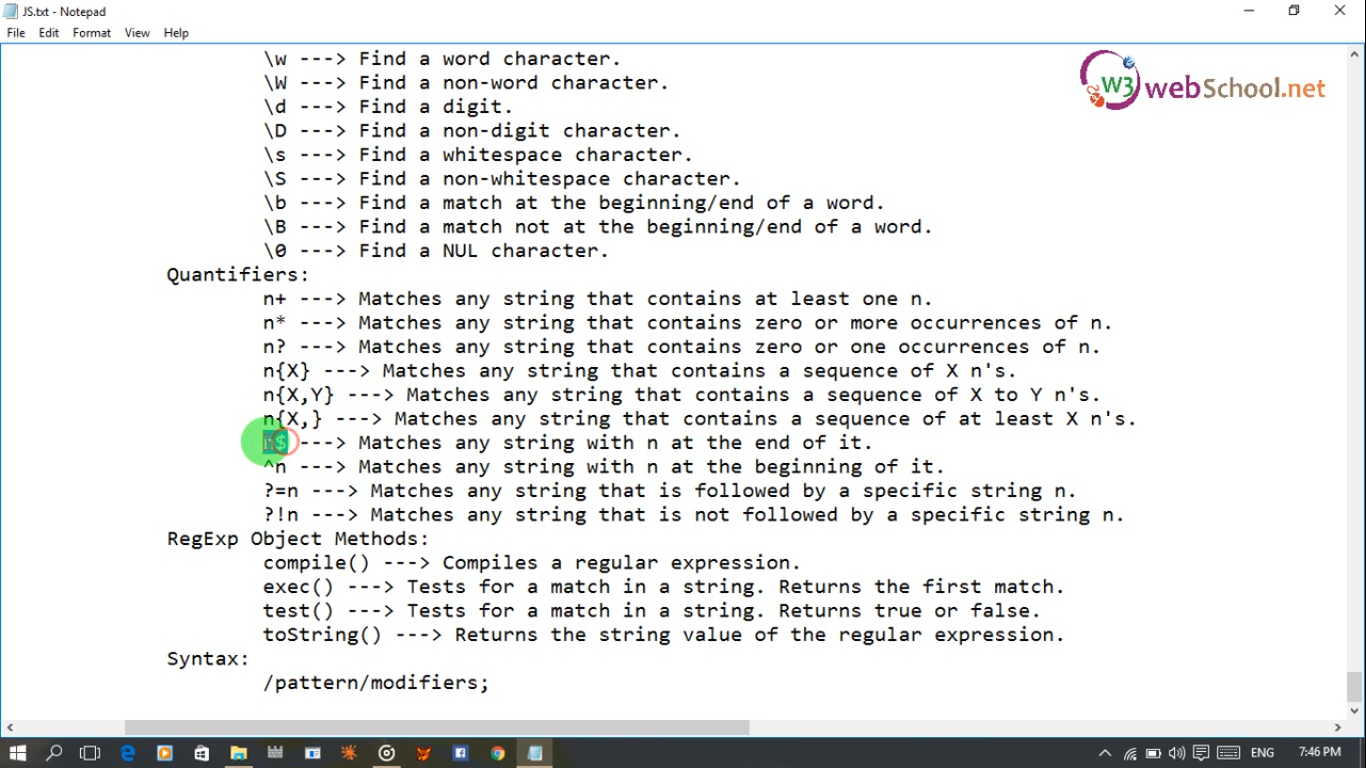 JS.txt - Notepad
File Edit Format View Help
W3 webSchool.net
\w ---> Find a word character.
\W ---> Find a non-word character.
\d ---> Find a digit.
\D ---> Find a non-digit character.
\s ---> Find a whitespace character.
\S ---> Find a non-whitespace character.
\b ---> Find a match at the beginning/end of a word.
\B ---> Find a match not at the beginning/end of a word.
\0 ---> Find a NUL character.
Quantifiers:
n+ ---> Matches any string that contains at least one n.
n* ---> Matches any string that contains zero or more occurrences of n.
n? ---> Matches any string that contains zero or one occurrences of n.
n{X} ---> Matches any string that contains a sequence of X n's.
n{X,Y} ---> Matches any string that contains a sequence of X to Y n's.
n{X,} ---> Matches any string that contains a sequence of at least X n's.
n$ ---> Matches any string with n at the end of it.
^n ---> Matches any string with n at the beginning of it.
?=n ---> Matches any string that is followed by a specific string n.
?!n ---> Matches any string that is not followed by a specific string n.
RegExp Object Methods:
compile() ---> Compiles a regular expression.
exec() ---> Tests for a match in a string. Returns the first match.
test() ---> Tests for a match in a string. Returns true or false.
toString() ---> Returns the string value of the regular expression.
Syntax:
/pattern/modifiers;
ENG 7:46 PM